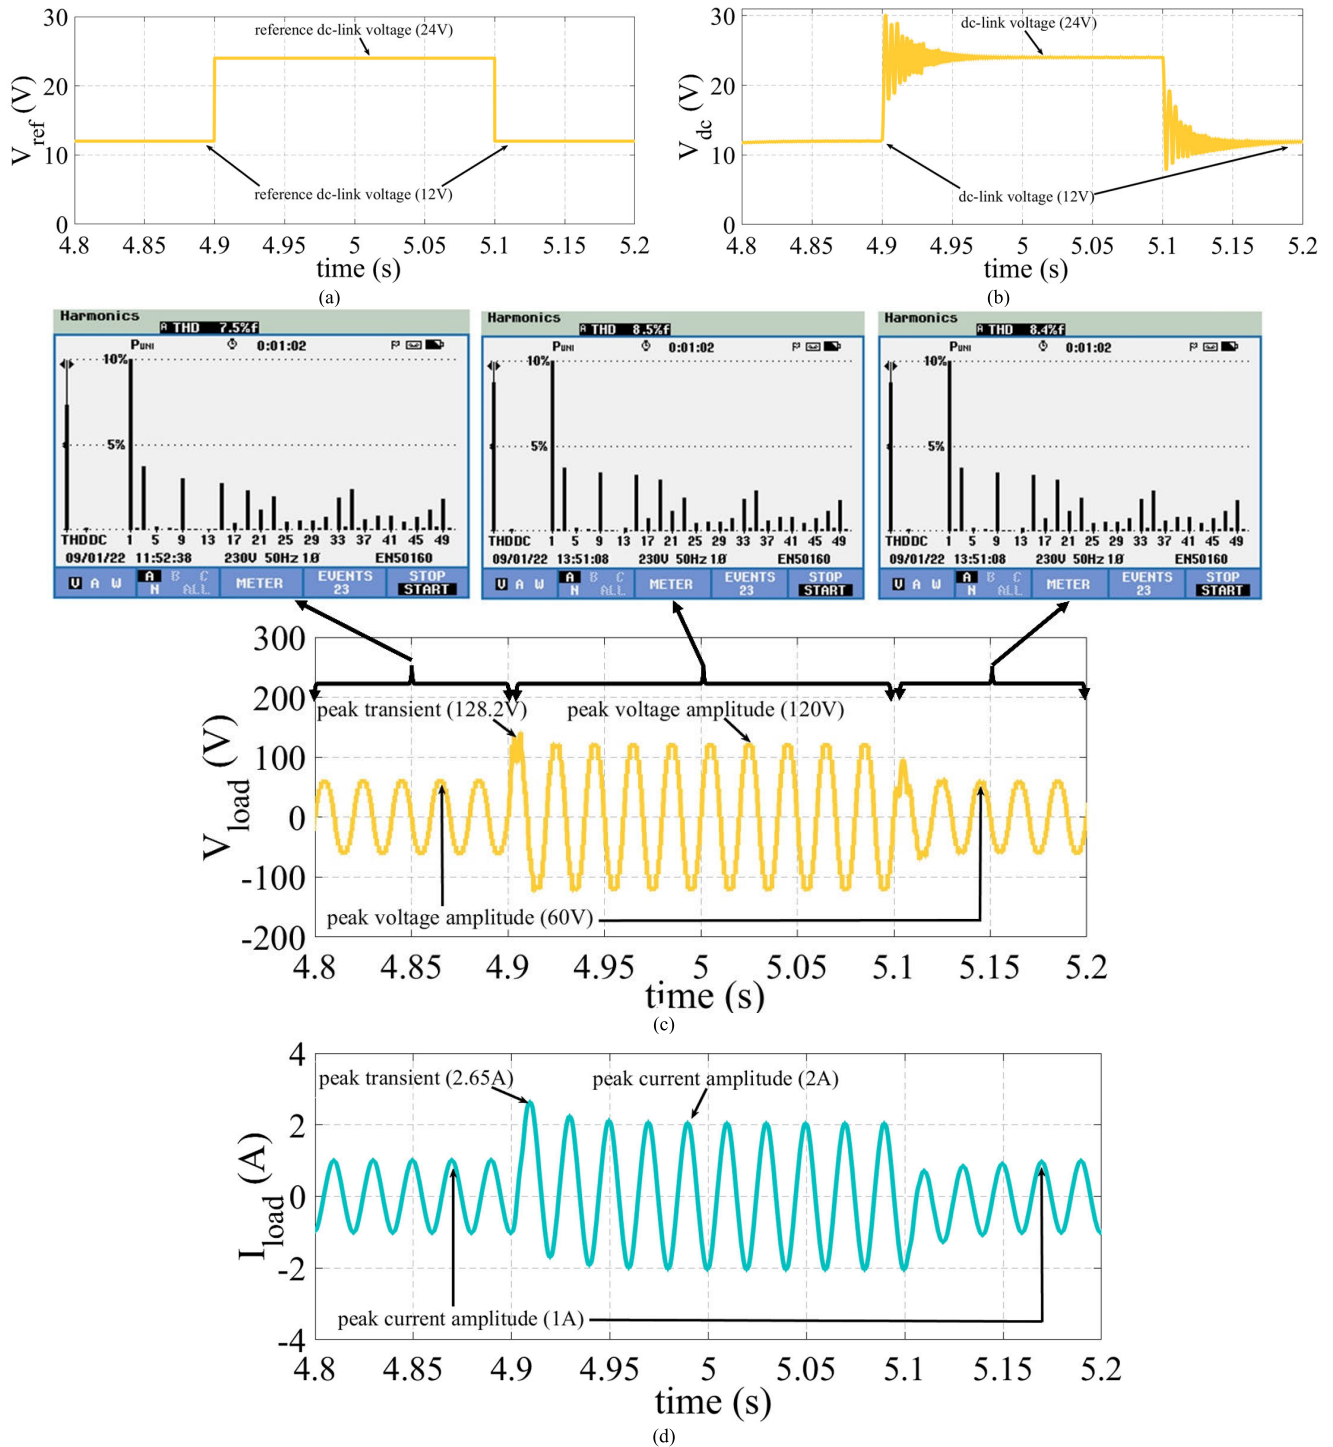 30
20
10
0
V_ref (V)
reference dc-link voltage (24V)
reference dc-link voltage (12V)
4.8 4.85 4.9 4.95 5 5.05 5.1 5.2
time (s)
(a)
30
20
10
0
V_dc (V)
dc-link voltage (24V)
dc-link voltage (12V)
4.8 4.85 4.9 4.95 5 5.05 5.1 5.2
time (s)
(b)
Harmonics
A THD 7.5%f
PUNI 0:01:02
10%
5%
THDDC 1 5 9 13 17 21 25 29 33 37 41 45 49
09/01/22 11:52:38 230V 50Hz 1Ø EN50160
V A W A B C N ALL METER EVENTS 23 STOP START
Harmonics
A THD 8.5%f
PUNI 0:01:02
10%
5%
THDDC 1 5 9 13 17 21 25 29 33 37 41 45 49
09/01/22 13:51:08 230V 50Hz 1Ø EN50160
V A W A B C N ALL METER EVENTS 23 STOP START
Harmonics
A THD 8.4%f
PUNI 0:01:02
10%
5%
THDDC 1 5 9 13 17 21 25 29 33 37 41 45 49
09/01/22 13:51:08 230V 50Hz 1Ø EN50160
V A W A B C N ALL METER EVENTS 23 STOP START
300
200
100
0
-100
-200
V_load (V)
peak transient (128.2V)
peak voltage amplitude (120V)
peak voltage amplitude (60V)
4.8 4.85 4.9 4.95 5 5.05 5.1 5.15 5.2
time (s)
(c)
4
2
0
-2
-4
I_load (A)
peak transient (2.65A)
peak current amplitude (2A)
peak current amplitude (1A)
4.8 4.85 4.9 4.95 5 5.05 5.1 5.15 5.2
time (s)
(d)